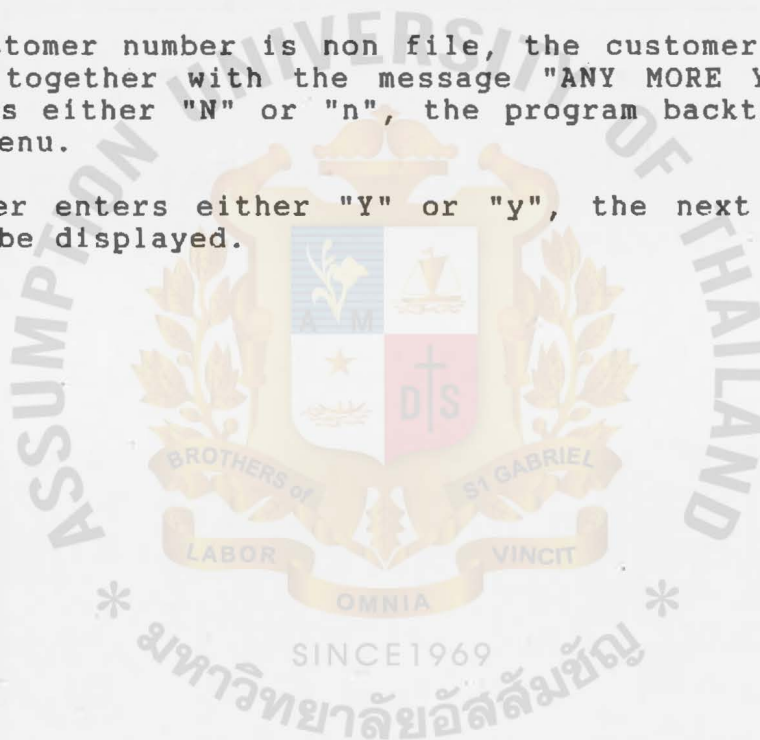 stomer number is non file, the customer
together with the message "ANY MORE Y
s either "N" or "n", the program backt
enu.
er enters either "Y" or "y", the next
be displayed.
ASSUMPTION UNIVERSITY OF THAILAND
A M
D S
BROTHERS of ST GABRIEL
LABOR VINCIT
OMNIA
SINCE1969
* มหาวิทยาลัยอัสสัมชัญ *